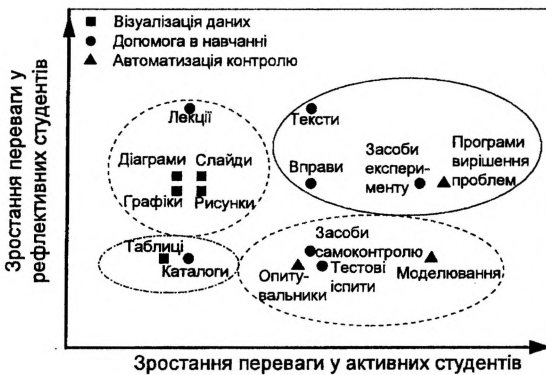 Візуалізація даних
Допомога в навчанні
Автоматизація контролю
Зростання переваги у
рефлективних студентів
Лекції
Діаграми Слайди
Графіки Рисунки
Тексти
Вправи
Засоби
експери-
менту
Програми
вирішення
проблем
Таблиці
Каталоги
Засоби
самоконтролю
Опиту-
вальники
Тестові
іспити
Моделювання
Зростання переваги у активних студентів